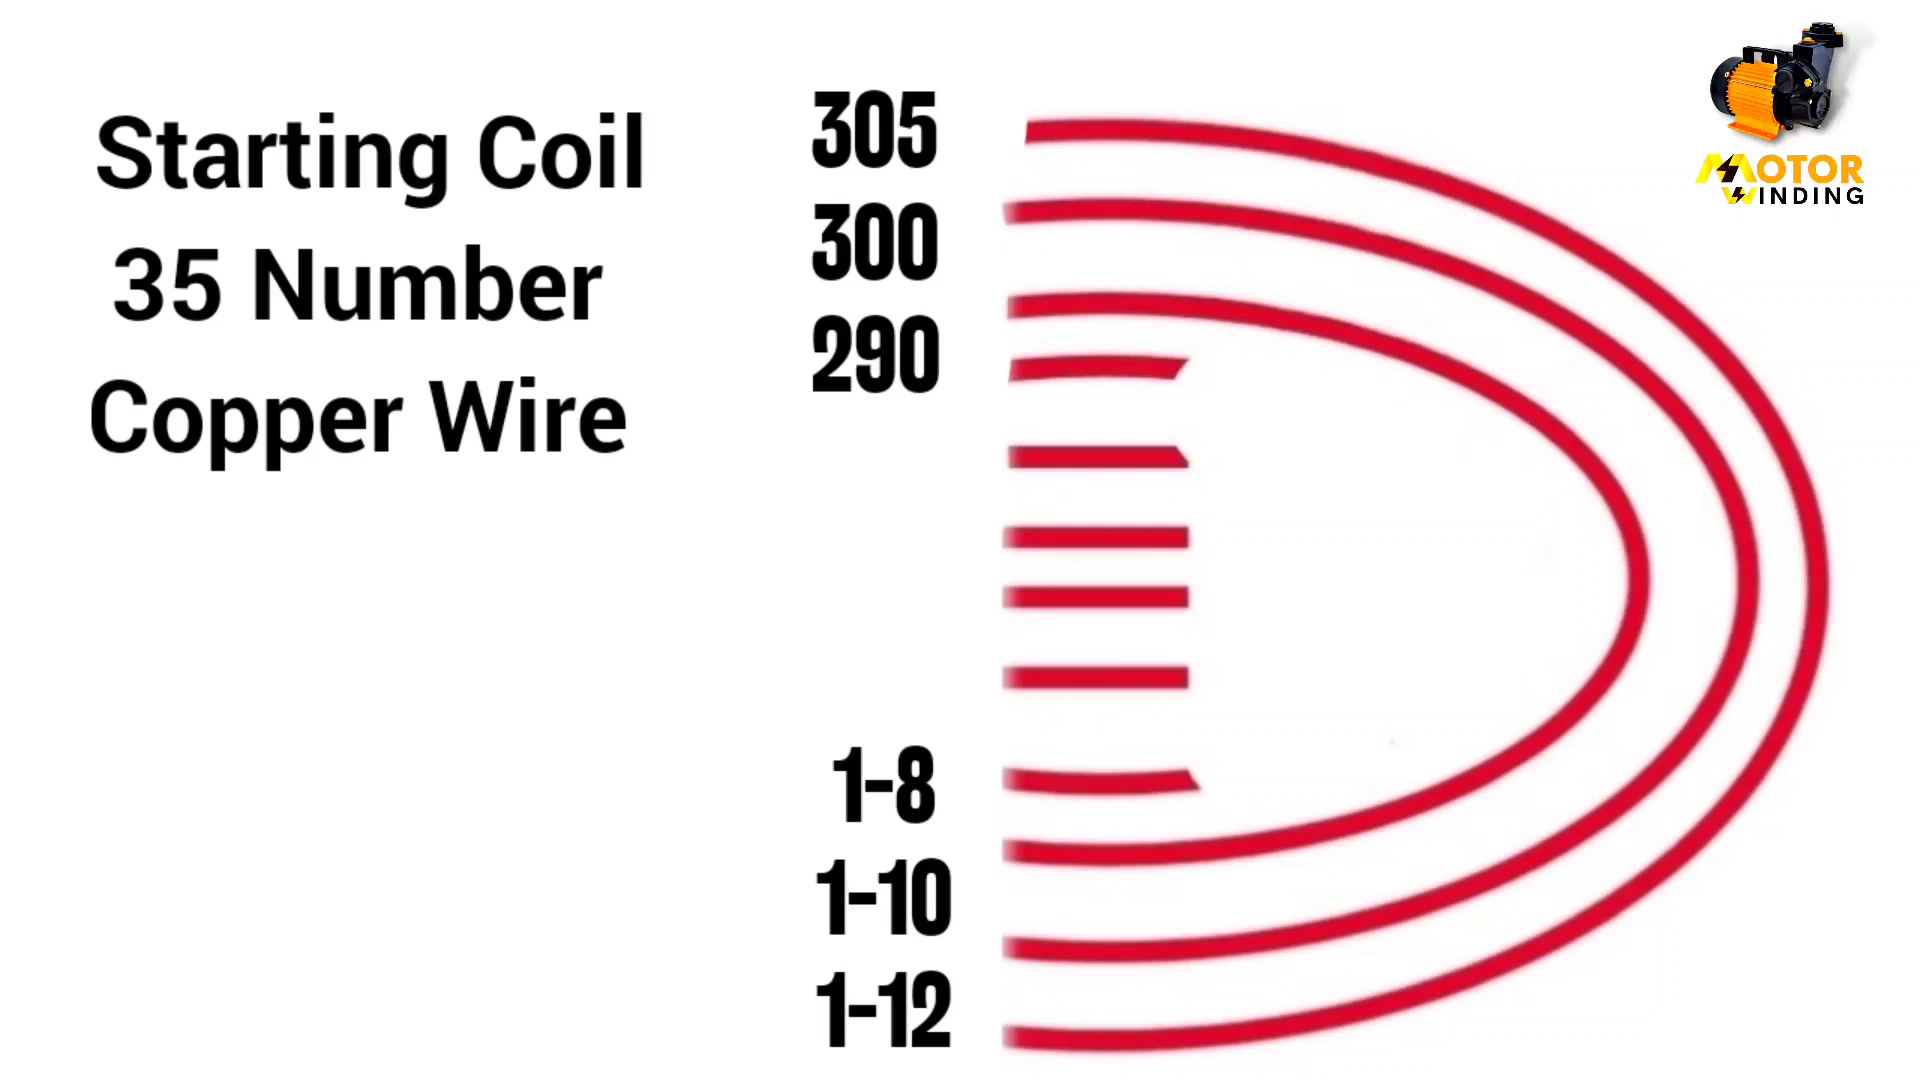 Starting Coil
35 Number
Copper Wire
305
300
290
1-8
1-10
1-12
MOTOR
WINDING